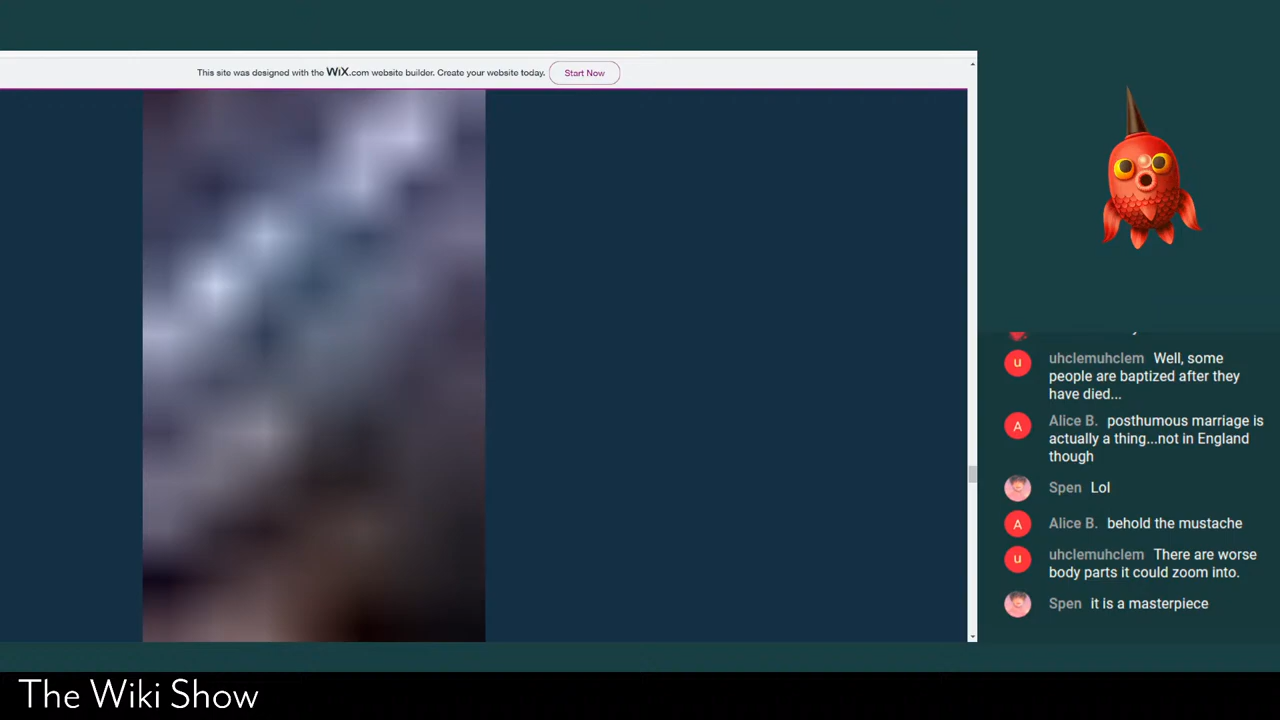 This site was designed with the WiX.com website builder. Create your website today. Start Now
uhclemuhclem Well, some
people are baptized after they
have died...
A Alice B. posthumous marriage is
actually a thing...not in England
though
Spen Lol
A Alice B. behold the mustache
uhclemuhclem There are worse
u body parts it could zoom into.
Spen it is a masterpiece
The Wiki Show